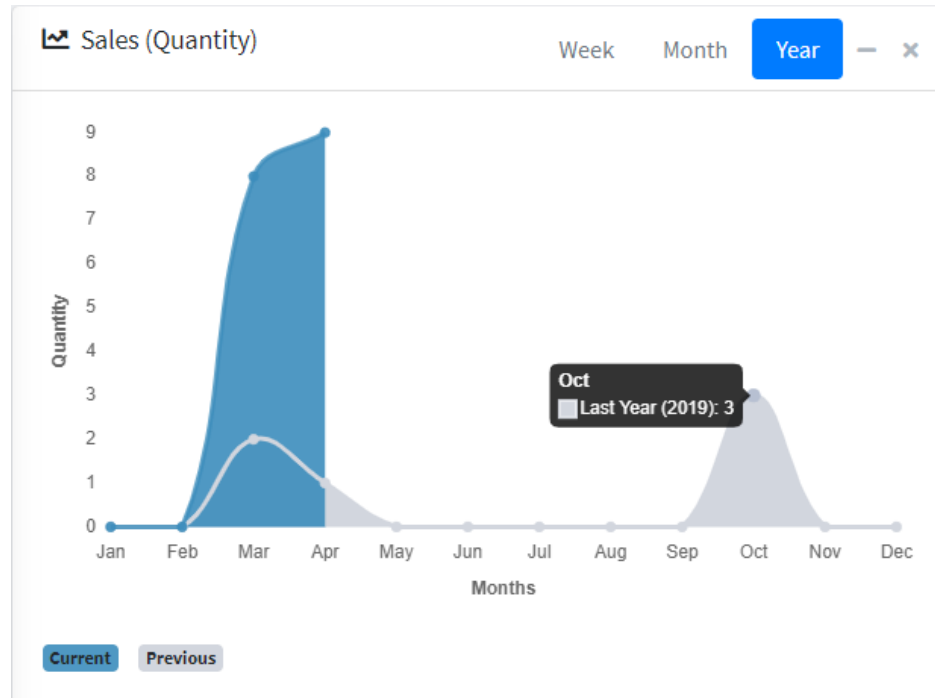 Sales (Quantity)
Week Month Year
9
8
7
6
5
4
3
2
1
0
Quantity
Oct
Last Year (2019): 3
Jan Feb Mar Apr May Jun Jul Aug Sep Oct Nov Dec
Months
Current Previous